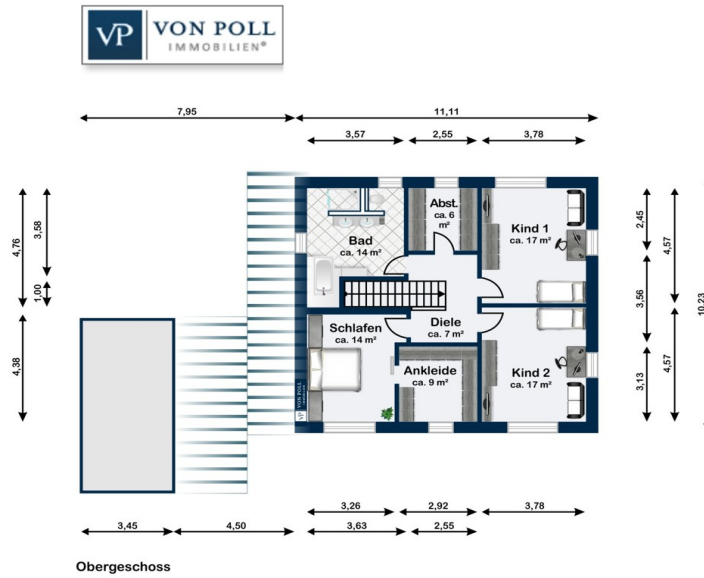 VP VON POLL
IMMOBILIEN®
7,95 11,11
3,57 2,55 3,78
4,76
3,58
1,00
4,38
Abst.
ca. 6
m²
Kind 1
ca. 17 m²
Bad
ca. 14 m²
Schlafen
ca. 14 m²
Diele
ca. 7 m²
Ankleide
ca. 9 m²
Kind 2
ca. 17 m²
VP VON POLL
IMMOBILIEN
2,45
3,56
3,13
4,57
4,57
10,23
3,26 2,92 3,78
3,45 4,50 3,63 2,55
Obergeschoss